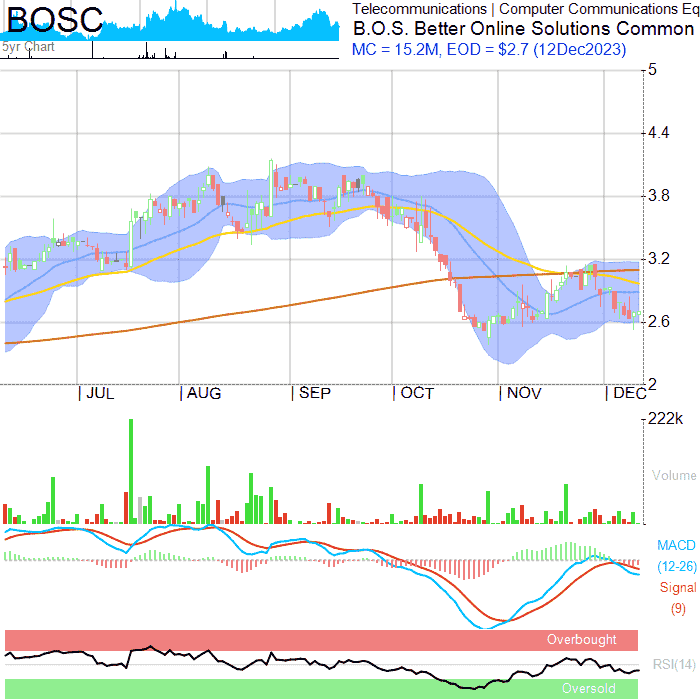 BOSC
5yr Chart
Telecommunications | Computer Communications Eq
B.O.S. Better Online Solutions Common
MC = 15.2M, EOD = $2.7 (12Dec2023)
5
4.4
3.8
3.2
2.6
2
JUL AUG SEP OCT NOV DEC
222k
Volume
MACD
(12-26)
Signal
(9)
Overbought
RSI(14)
Oversold